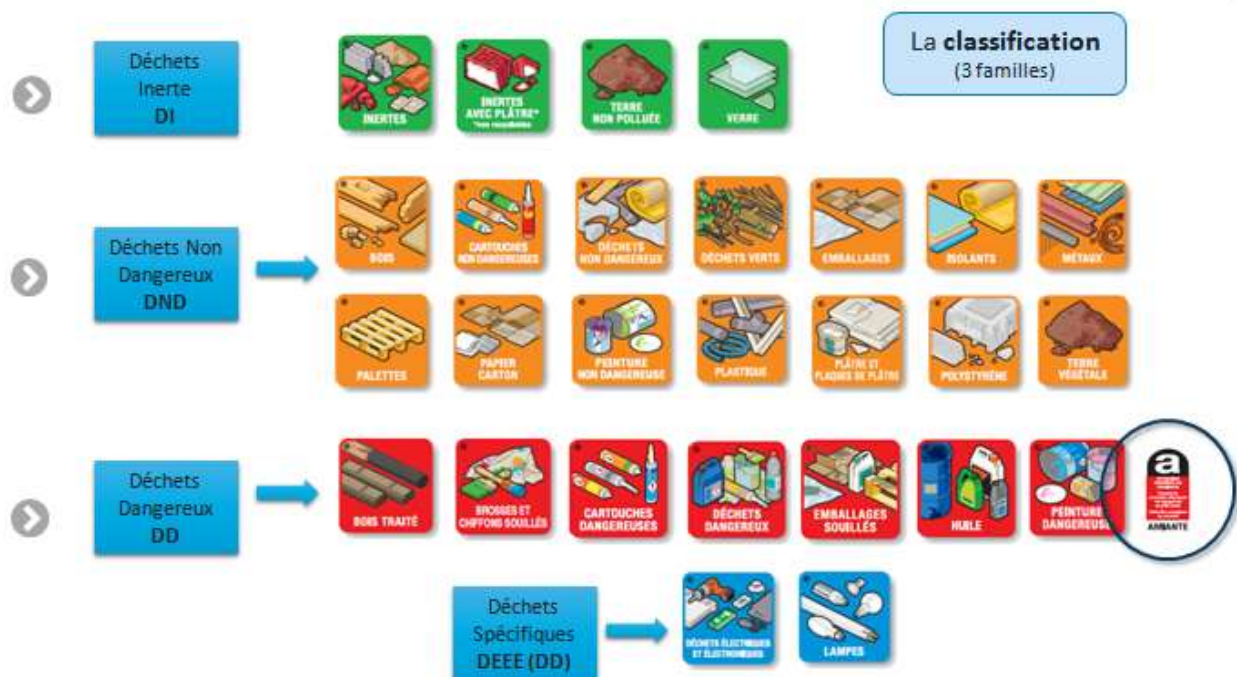 La classification
(3 familles)
Déchets
Inerte
DI
INERTES
INERTES
AVEC PLÂTRE*
TERRE
NON POLLUÉE
VERRE
Déchets Non
Dangereux
DND
BOIS
CARTOUCHES
NON DANGEREUSES
DÉCHETS
NON DANGEREUX
DÉCHETS VERTS
EMBALLAGES
ISOLANTS
MÉTAUX
PALETTES
PAPIER
CARTON
PEINTURE
NON DANGEREUSE
PLASTIQUE
PLÂTRE ET
PLAQUES DE PLÂTRE
POLYSTYRÈNE
TERRE
VÉGÉTALE
Déchets
Dangereux
DD
BOIS TRAITÉ
BROSSES ET
CHIFFONS SOUILLÉS
CARTOUCHES
DANGEREUSES
DÉCHETS
DANGEREUX
EMBALLAGES
SOUILLÉS
HUILE
PEINTURE
DANGEREUSE
a
AMIANTE
Déchets
Spécifiques
DEEE (DD)
DÉCHETS ÉLECTRIQUES
ET ÉLECTRONIQUES
LAMPES